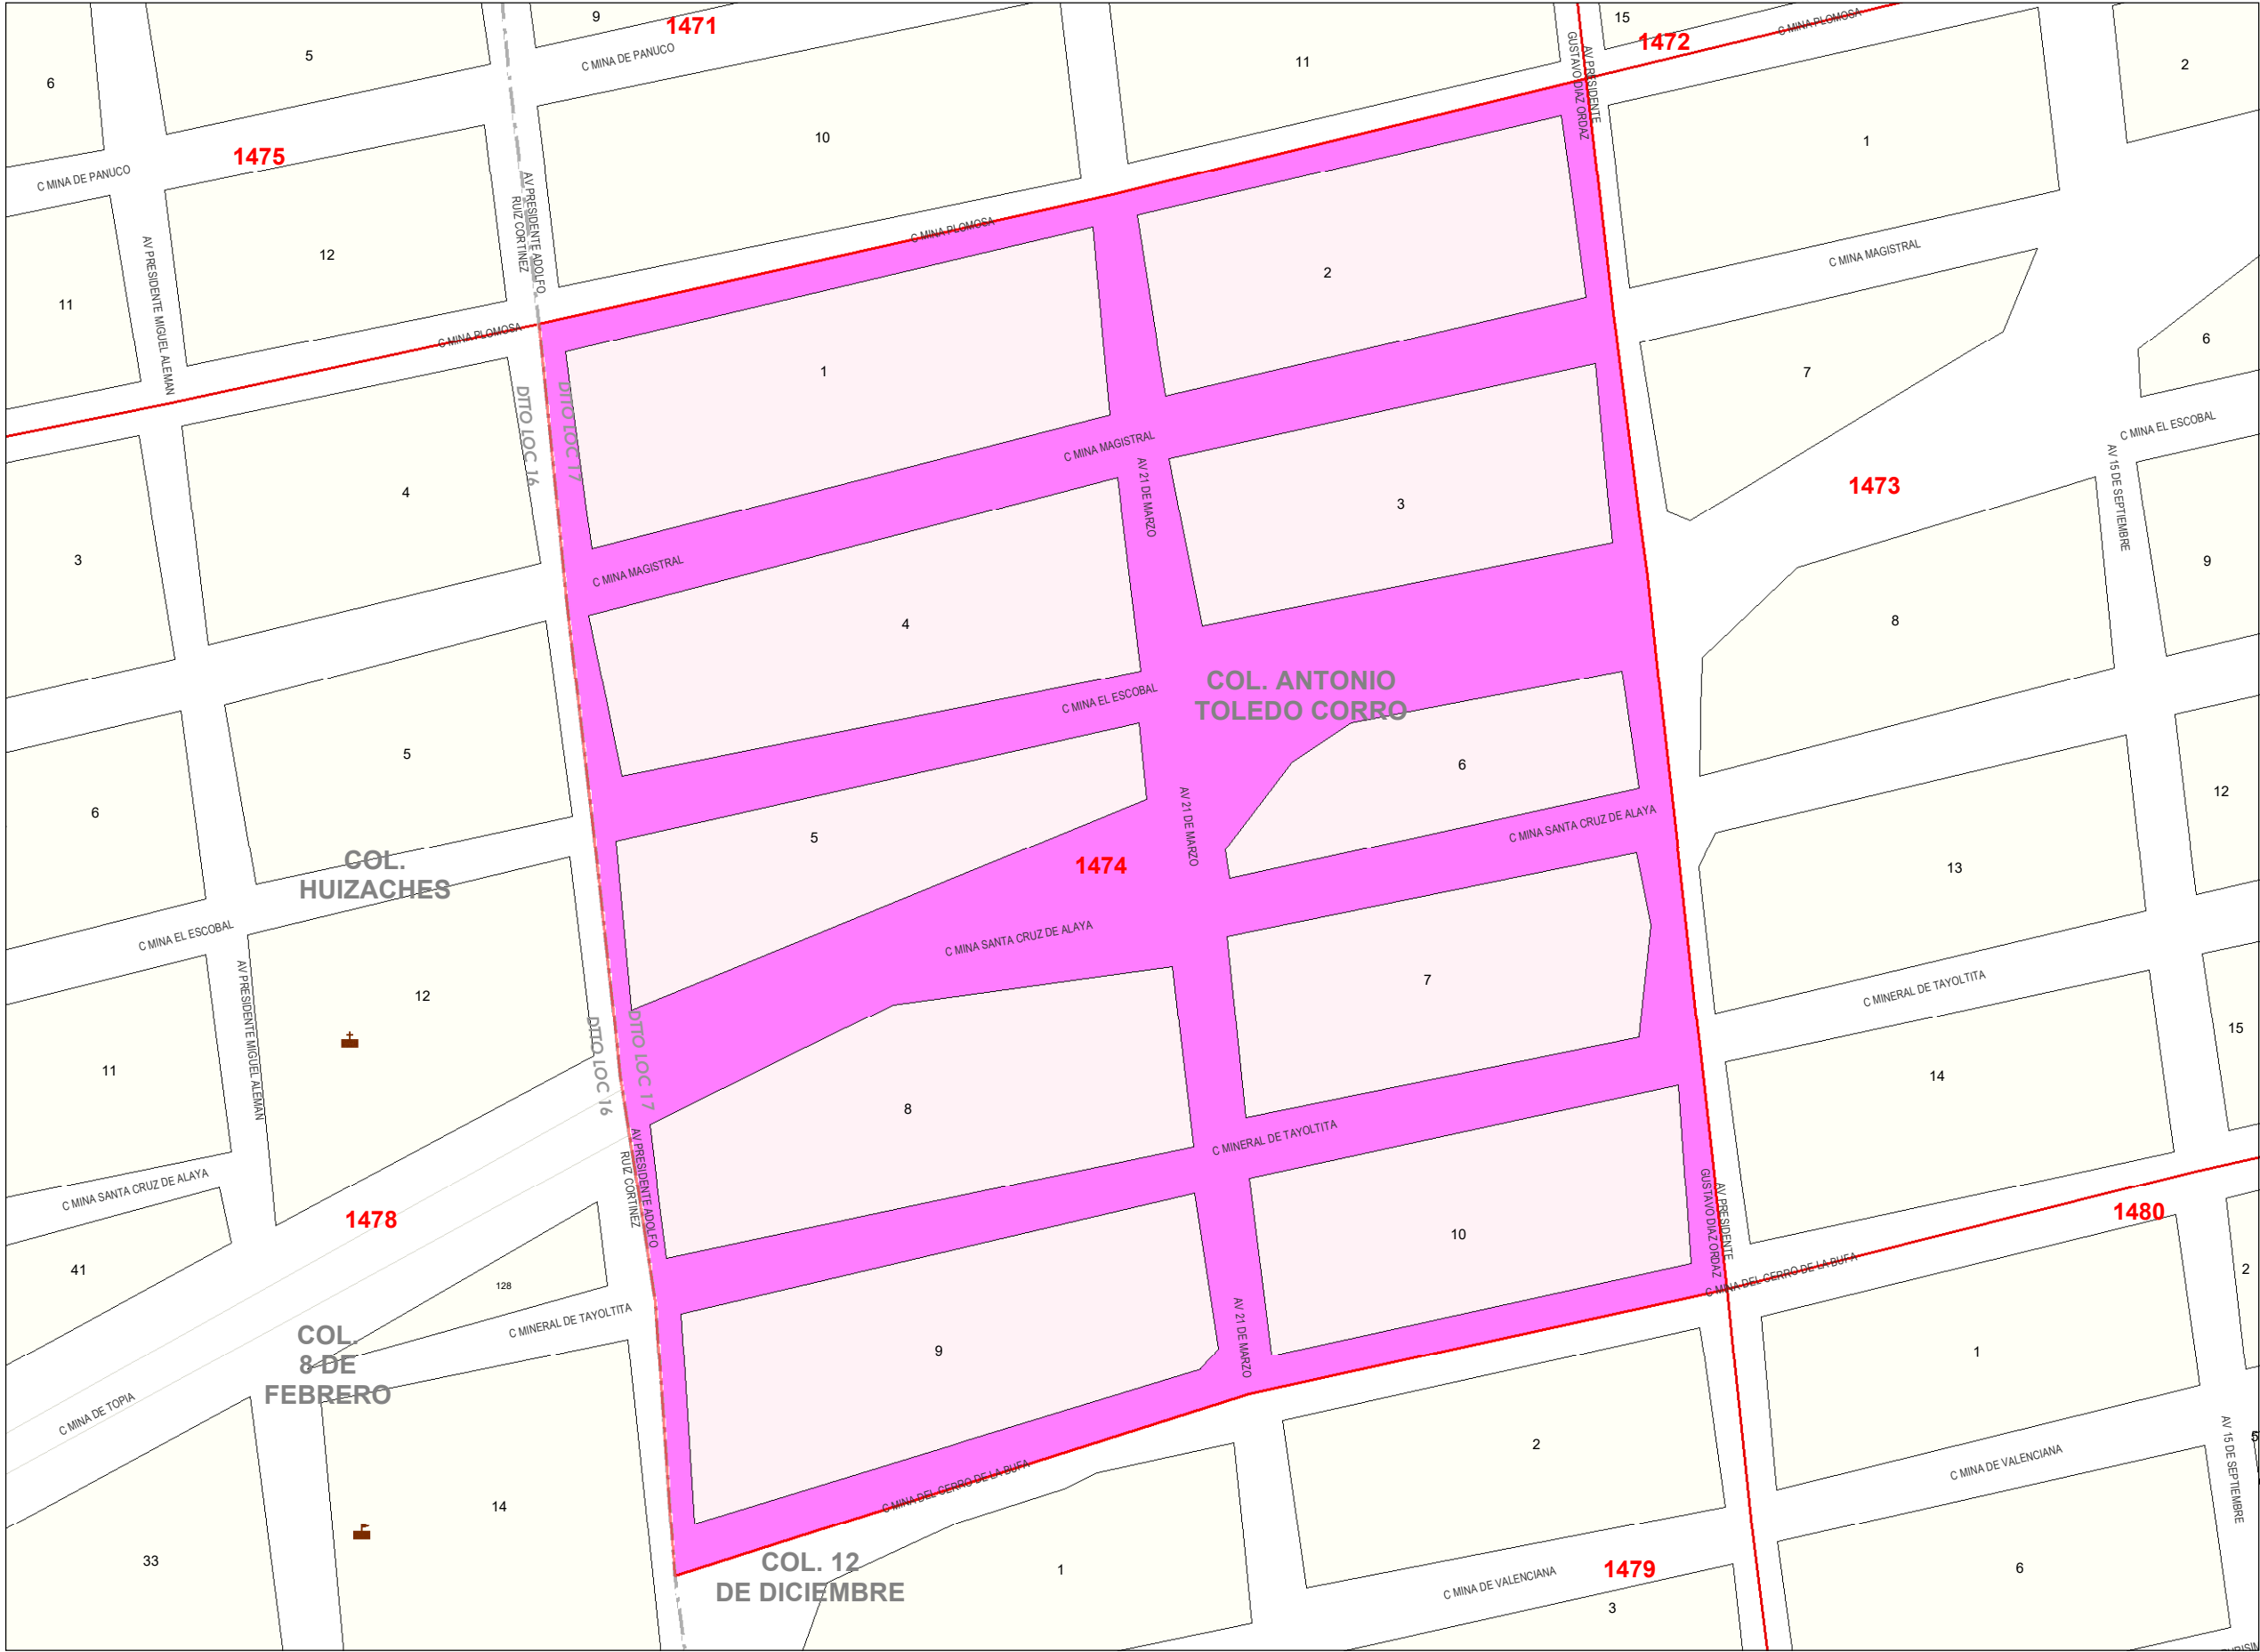 9
1471
15
1472
C MINA PLOMOSA
5
C MINA DE PANUCO
11
2
6
AV PRESIDENTE
GUSTAVO DIAZ ORDAZ
10
1
1475
C MINA DE PANUCO
AV PRESIDENTE ADOLFO
RUIZ CORTINEZ
C MINA PLOMOSA
12
2
C MINA MAGISTRAL
11
AV PRESIDENTE MIGUEL ALEMAN
C MINA PLOMOSA
6
1
7
DTTO LOC 16
DTTO LOC 17
C MINA MAGISTRAL
C MINA EL ESCOBAL
4
AV 21 DE MARZO
3
1473
AV 15 DE SEPTIEMBRE
3
C MINA MAGISTRAL
9
4
8
COL. ANTONIO
TOLEDO CORRO
C MINA EL ESCOBAL
5
6
6
12
AV 21 DE MARZO
C MINA SANTA CRUZ DE ALAYA
5
COL.
HUIZACHES
1474
13
C MINA EL ESCOBAL
C MINA SANTA CRUZ DE ALAYA
12
7
C MINERAL DE TAYOLTITA
AV PRESIDENTE MIGUEL ALEMAN
15
11
DTTO LOC 16
DTTO LOC 17
8
14
C MINERAL DE TAYOLTITA
AV PRESIDENTE ADOLFO
RUIZ CORTINEZ
C MINA SANTA CRUZ DE ALAYA
1478
AV PRESIDENTE
GUSTAVO DIAZ ORDAZ
1480
10
41
128
C MINA DEL CERRO DE LA BUFA
2
C MINERAL DE TAYOLTITA
COL.
8 DE
FEBRERO
AV 21 DE MARZO
9
1
C MINA DE TOPIA
2
5
C MINA DE VALENCIANA
AV 15 DE SEPTIEMBRE
C MINA DEL CERRO DE LA BUFA
14
33
COL. 12
DE DICIEMBRE
1
1479
C MINA DE VALENCIANA
6
3